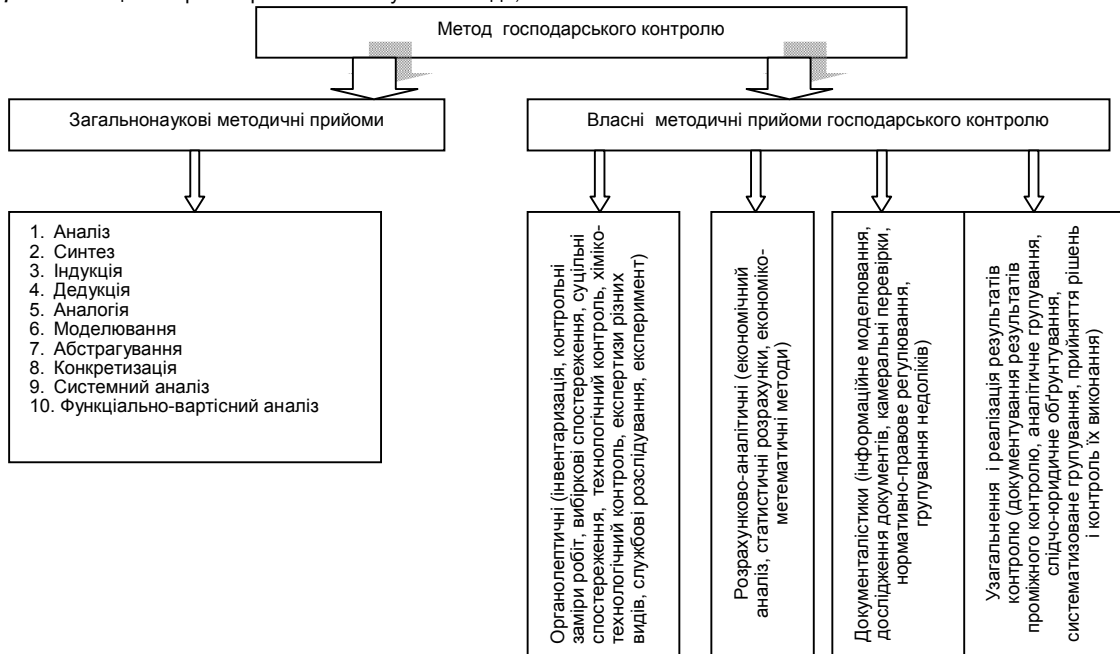 Метод господарського контролю
Загальнонаукові методичні прийоми
Власні методичні прийоми господарського контролю
1. Аналіз
2. Синтез
3. Індукція
4. Дедукція
5. Аналогія
6. Моделювання
7. Абстрагування
8. Конкретизація
9. Системний аналіз
10. Функціально-вартісний аналіз
Органолептичні (інвентаризація, контрольні
заміри робіт, вибіркові спостереження, суцільні
спостереження, технологічний контроль, хіміко-
технологічний контроль, експертизи різних
видів, службові розслідування, експеримент)
Розрахунково-аналітичні (економічний
аналіз, статистичні розрахунки, економіко-
метематичні методи)
Документалістики (інформаційне моделювання,
дослідження документів, камеральні перевірки,
нормативно-правове регулювання,
групування недоліків)
Узагальнення і реалізація результатів
контролю (документування результатів
проміжного контролю, аналітичне групування,
слідчо-юридичне обґрунтування,
систематизоване групування, прийняття рішень
і контроль їх виконання)